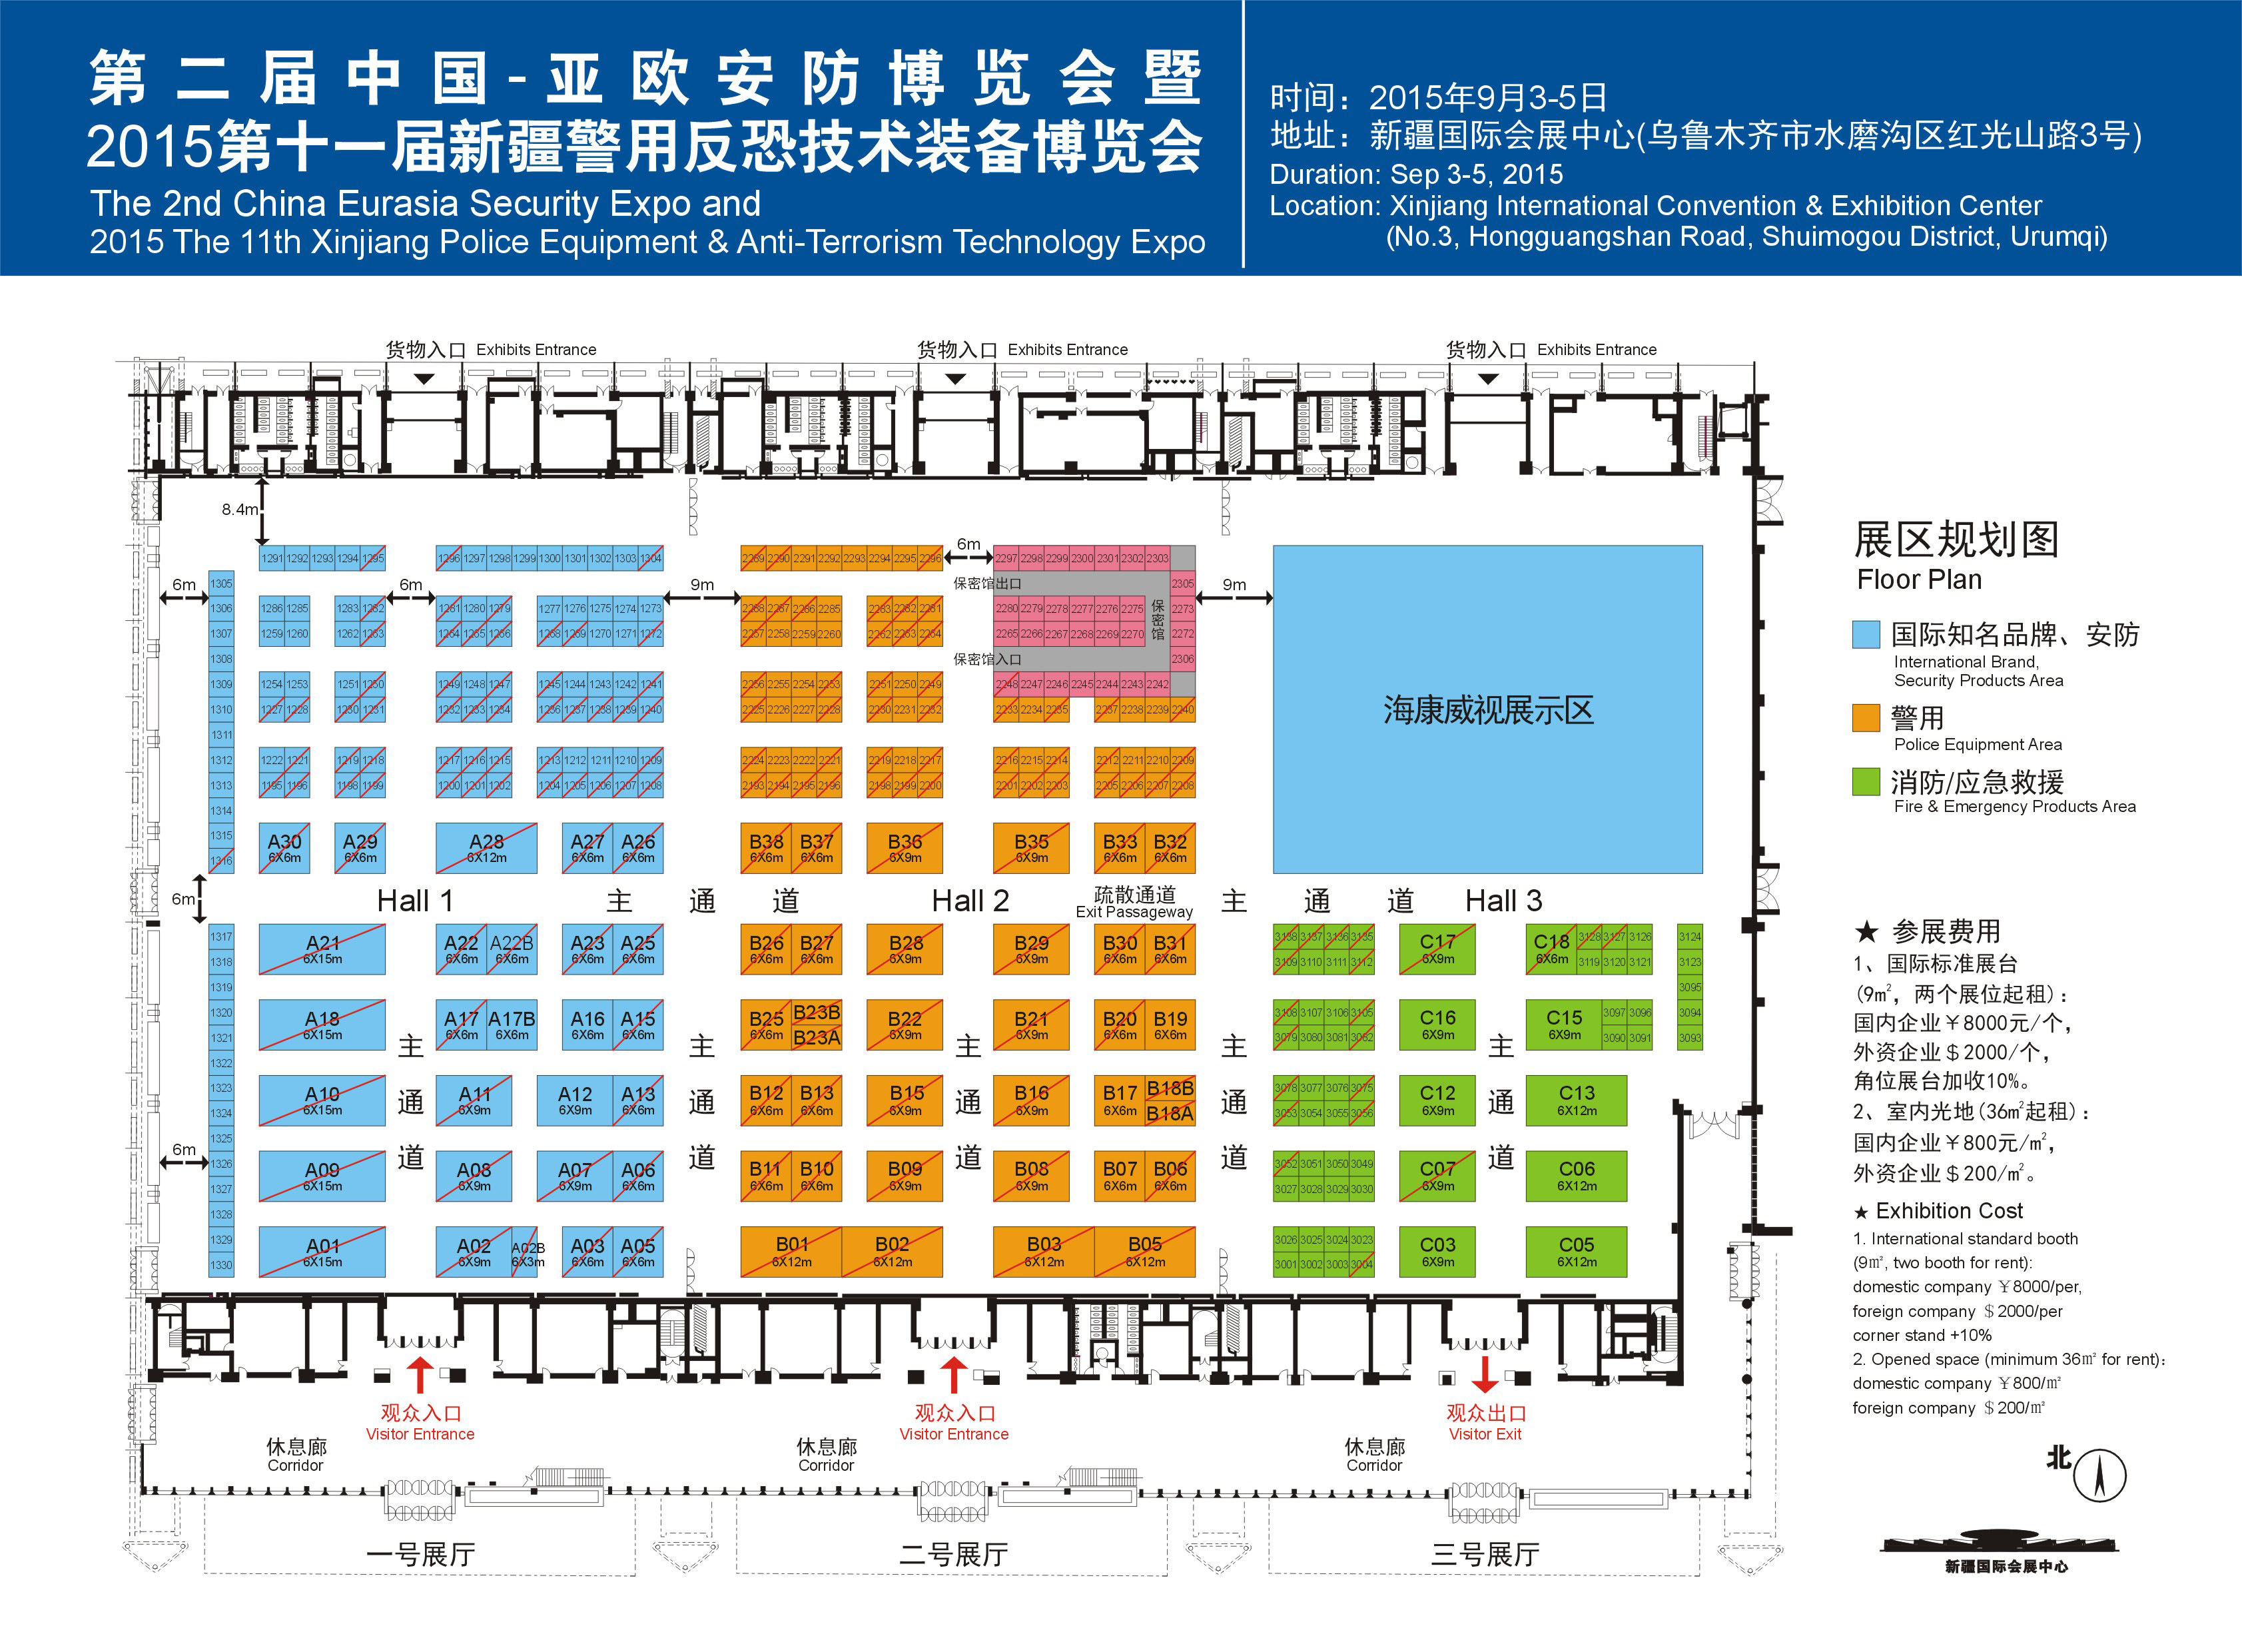 第二届中国-亚欧安防博览会暨
2015第十一届新疆警用反恐技术装备博览会
The 2nd China Eurasia Security Expo and
2015 The 11th Xinjiang Police Equipment & Anti-Terrorism Technology Expo
时间：2015年9月3-5日
地址：新疆国际会展中心(乌鲁木齐市水磨沟区红光山路3号)
Duration: Sep 3-5, 2015
Location: Xinjiang International Convention & Exhibition Center
(No.3, Hongguangshan Road, Shuimogou District, Urumqi)
货物入口 Exhibits Entrance 货物入口 Exhibits Entrance 货物入口 Exhibits Entrance
8.4m
1291 1292 1293 1294 1295 1296 1297 1298 1299 1300 1301 1302 1303 1304 2289 2290 2291 2292 2293 2294 2295 2296 6m 2297 2298 2299 2300 2301 2302 2303
6m 1305 6m 9m 保密馆出口 2305 9m
1306 1286 1285 1283 1282 1281 1280 1279 1277 1276 1275 1274 1273 2288 2287 2286 2285 2283 2282 2281 2280 2279 2278 2277 2276 2275 保密馆 2273
1307 1259 1260 1262 1263 1264 1265 1266 1268 1269 1270 1271 1272 2257 2258 2259 2260 2262 2263 2264 2265 2266 2267 2268 2269 2270 2272
1308 保密馆入口 2306
1309 1254 1253 1251 1250 1249 1248 1247 1245 1244 1243 1242 1241 2256 2255 2254 2253 2251 2250 2249 2248 2247 2246 2245 2244 2243 2242
1310 1227 1228 1230 1231 1232 1233 1234 1236 1237 1238 1239 1240 2225 2226 2227 2228 2230 2231 2232 2233 2234 2235 2237 2238 2239 2240
海康威视展示区
1311
1312 1222 1221 1219 1218 1217 1216 1215 1213 1212 1211 1210 1209 2224 2223 2222 2221 2219 2218 2217 2216 2215 2214 2212 2211 2210 2209
1313 1195 1196 1198 1199 1200 1201 1202 1204 1205 1206 1207 1208 2193 2194 2195 2196 2198 2199 2200 2201 2202 2203 2205 2206 2207 2208
1314
1315 A30 A29 A28 A27 A26 B38 B37 B36 B35 B33 B32
1316 6X6m 6X6m 6X12m 6X6m 6X6m 6X6m 6X6m 6X9m 6X9m 6X6m 6X6m
6m Hall 1 主通道 Hall 2 疏散通道 主通道 Hall 3
Exit Passageway
1317 A21 A22 A22B A23 A25 B26 B27 B28 B29 B30 B31 3138 3137 3136 3135 C17 C18 3128 3127 3126 3124
1318 6X15m 6X6m 6X6m 6X6m 6X6m 6X6m 6X6m 6X9m 6X9m 6X6m 6X6m 3109 3110 3111 3112 6X9m 6X6m 3119 3120 3121 3123
1319 3095
1320 A18 A17 A17B A16 A15 B25 B23B B22 B21 B20 B19 3108 3107 3106 3105 C16 C15 3097 3096 3094
1321 6X15m 6X6m 6X6m 6X6m 6X6m 6X6m B23A 6X9m 6X9m 6X6m 6X6m 3079 3080 3081 3082 6X9m 6X9m 3090 3091 3093
主 主 主 主 主
1322
1323 A10 A11 A12 A13 B12 B13 B15 B16 B17 B18B 3078 3077 3076 3075 C12 C13
1324 6X15m 6X9m 6X9m 6X6m 6X6m 6X6m 6X9m 6X9m 6X6m B18A 3053 3054 3055 3056 6X9m 6X12m
通 通 通 通 通
1325
6m 1326 A09 A08 A07 A06 B11 B10 B09 B08 B07 B06 3052 3051 3050 3049 C07 C06
1327 6X15m 6X9m 6X9m 6X6m 6X6m 6X6m 6X9m 6X9m 6X6m 6X6m 3027 3028 3029 3030 6X9m 6X12m
道 道 道 道 道
1328
1329 A01 A02 A02B A03 A05 B01 B02 B03 B05 3026 3025 3024 3023 C03 C05
1330 6X15m 6X9m 6X3m 6X6m 6X6m 6X12m 6X12m 6X12m 6X12m 3001 3002 3003 3004 6X9m 6X12m
观众入口 观众入口 观众出口
Visitor Entrance Visitor Entrance Visitor Exit
休息廊 休息廊 休息廊
Corridor Corridor Corridor
一号展厅 二号展厅 三号展厅
展区规划图
Floor Plan
国际知名品牌、安防
International Brand,
Security Products Area
警用
Police Equipment Area
消防/应急救援
Fire & Emergency Products Area
★ 参展费用
1、国际标准展台
(9㎡，两个展位起租)：
国内企业￥8000元/个，
外资企业＄2000/个，
角位展台加收10%。
2、室内光地(36㎡起租)：
国内企业￥800元/㎡，
外资企业＄200/㎡。
★ Exhibition Cost
1. International standard booth
(9㎡, two booth for rent):
domestic company ￥8000/per,
foreign company ＄2000/per
corner stand +10%
2. Opened space (minimum 36㎡ for rent):
domestic company ￥800/㎡
foreign company ＄200/㎡
北
新疆国际会展中心